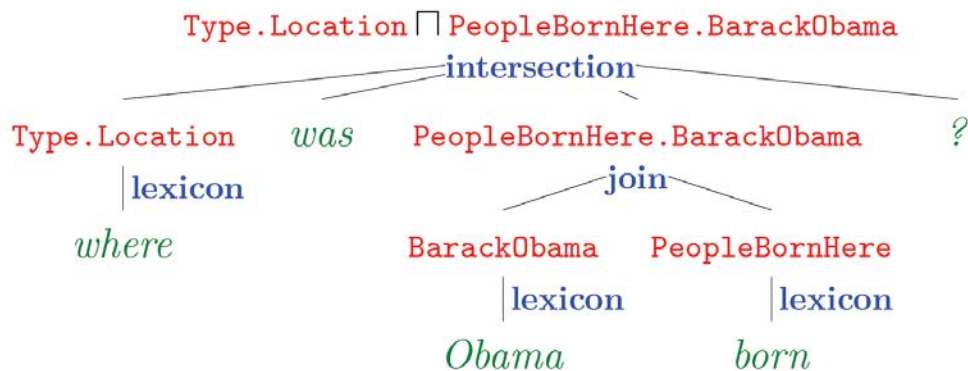 Type.Location ⊓ PeopleBornHere.BarackObama
intersection
Type.Location was PeopleBornHere.BarackObama ?
lexicon join
where BarackObama PeopleBornHere
lexicon lexicon
Obama born